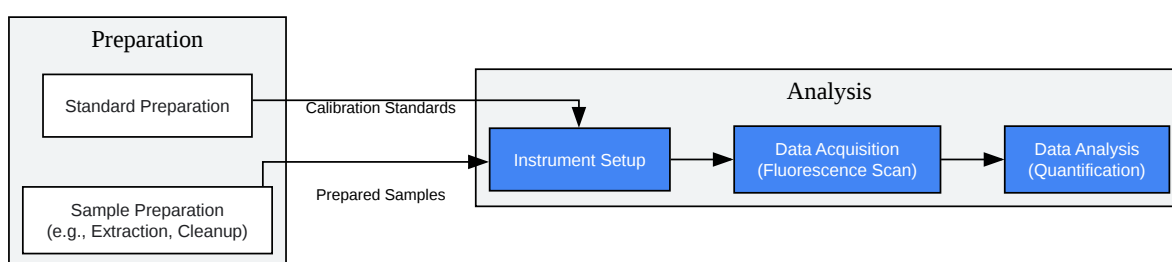 Preparation
Standard Preparation
Sample Preparation
(e.g., Extraction, Cleanup)
Calibration Standards
Prepared Samples
Analysis
Instrument Setup
Data Acquisition
(Fluorescence Scan)
Data Analysis
(Quantification)